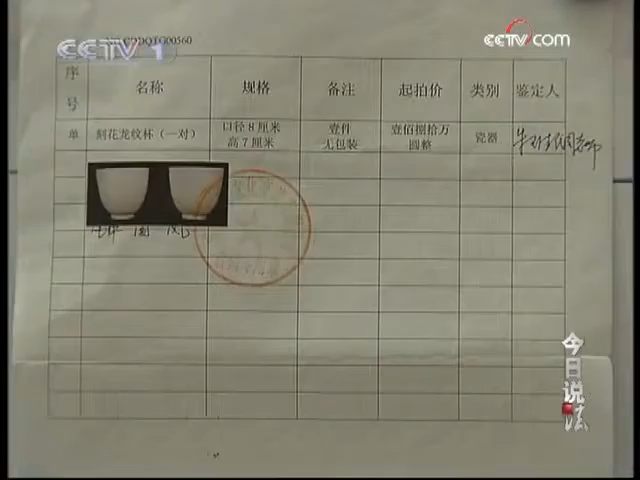 CCTV 1
CCTV.com
序号 名称 规格 备注 起拍价 类别 鉴定人
单 刻花龙纹杯（一对） 口径8厘米 壹件 壹佰捌拾万 瓷器
高7厘米 无包装 圆整
今日说法